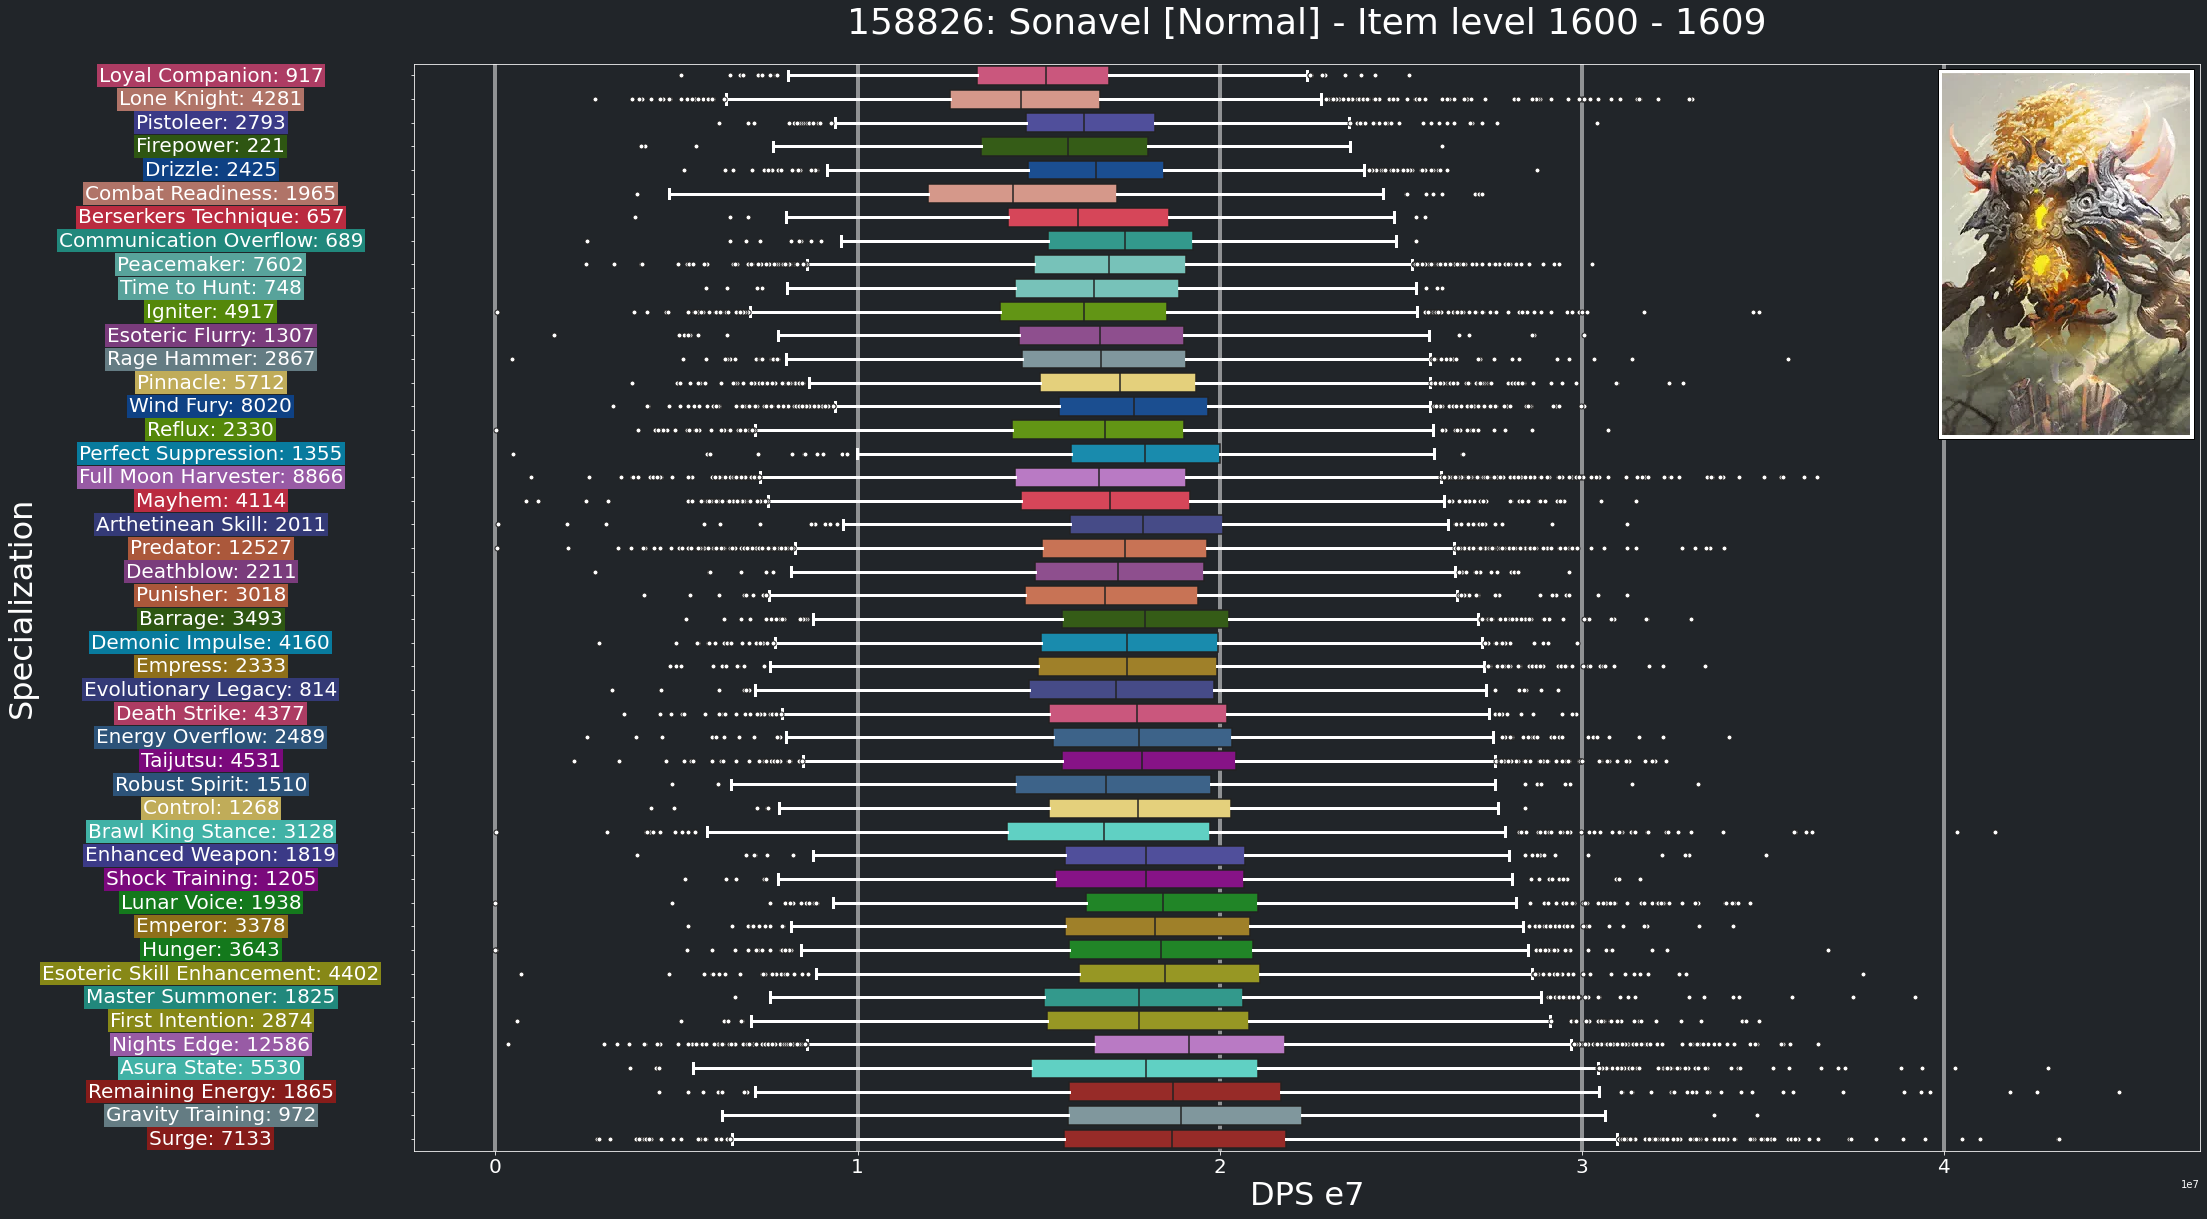 158826: Sonavel [Normal] - Item level 1600 - 1609
Specialization
Loyal Companion: 917
Lone Knight: 4281
Pistoleer: 2793
Firepower: 221
Drizzle: 2425
Combat Readiness: 1965
Berserkers Technique: 657
Communication Overflow: 689
Peacemaker: 7602
Time to Hunt: 748
Igniter: 4917
Esoteric Flurry: 1307
Rage Hammer: 2867
Pinnacle: 5712
Wind Fury: 8020
Reflux: 2330
Perfect Suppression: 1355
Full Moon Harvester: 8866
Mayhem: 4114
Arthetinean Skill: 2011
Predator: 12527
Deathblow: 2211
Punisher: 3018
Barrage: 3493
Demonic Impulse: 4160
Empress: 2333
Evolutionary Legacy: 814
Death Strike: 4377
Energy Overflow: 2489
Taijutsu: 4531
Robust Spirit: 1510
Control: 1268
Brawl King Stance: 3128
Enhanced Weapon: 1819
Shock Training: 1205
Lunar Voice: 1938
Emperor: 3378
Hunger: 3643
Esoteric Skill Enhancement: 4402
Master Summoner: 1825
First Intention: 2874
Nights Edge: 12586
Asura State: 5530
Remaining Energy: 1865
Gravity Training: 972
Surge: 7133
0 1 2 3 4
1e7
DPS e7